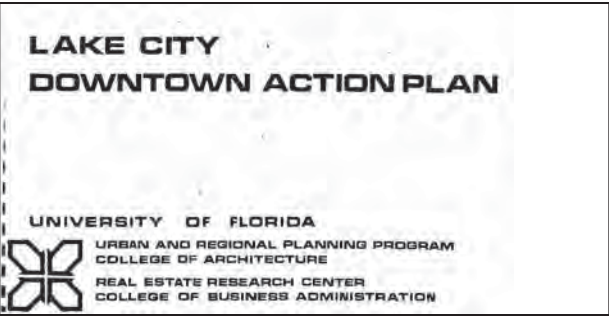 LAKE CITY
DOWNTOWN ACTION PLAN
UNIVERSITY OF FLORIDA
URBAN AND REGIONAL PLANNING PROGRAM
COLLEGE OF ARCHITECTURE
REAL ESTATE RESEARCH CENTER
COLLEGE OF BUSINESS ADMINISTRATION